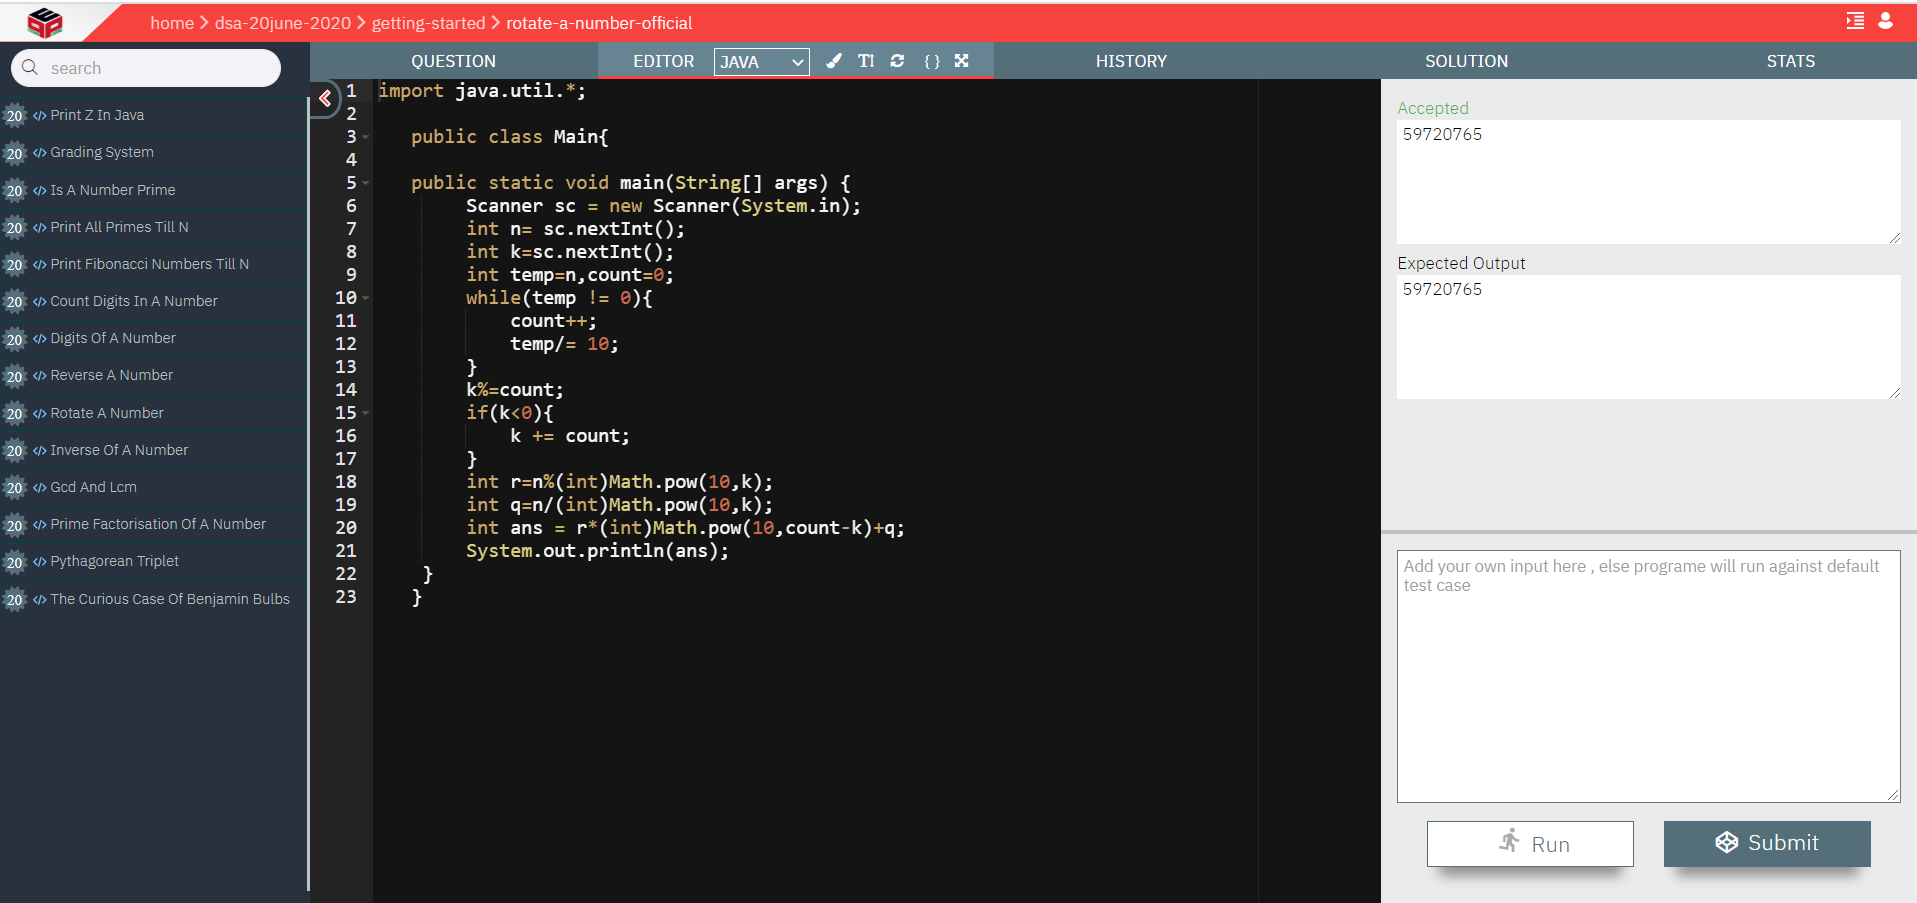 home > dsa-20june-2020 > getting-started > rotate-a-number-official
search
20 </> Print Z In Java
20 </> Grading System
20 </> Is A Number Prime
20 </> Print All Primes Till N
20 </> Print Fibonacci Numbers Till N
20 </> Count Digits In A Number
20 </> Digits Of A Number
20 </> Reverse A Number
20 </> Rotate A Number
20 </> Inverse Of A Number
20 </> Gcd And Lcm
20 </> Prime Factorisation Of A Number
20 </> Pythagorean Triplet
20 </> The Curious Case Of Benjamin Bulbs
QUESTION EDITOR JAVA T! { } HISTORY SOLUTION STATS
1 import java.util.*;
2
3 public class Main{
4
5 public static void main(String[] args) {
6 Scanner sc = new Scanner(System.in);
7 int n= sc.nextInt();
8 int k=sc.nextInt();
9 int temp=n,count=0;
10 while(temp != 0){
11 count++;
12 temp/= 10;
13 }
14 k%=count;
15 if(k<0){
16 k += count;
17 }
18 int r=n%(int)Math.pow(10,k);
19 int q=n/(int)Math.pow(10,k);
20 int ans = r*(int)Math.pow(10,count-k)+q;
21 System.out.println(ans);
22 }
23 }
Accepted
59720765
Expected Output
59720765
Add your own input here , else programe will run against default
test case
Run
Submit